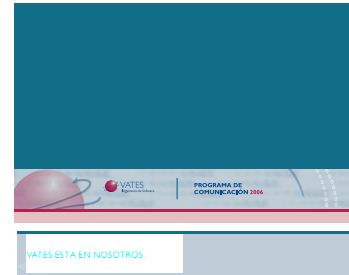 VATES
Ingeniería de Software
PROGRAMA DE
COMUNICACIÓN 2006
VATES ESTA EN NOSOTROS.